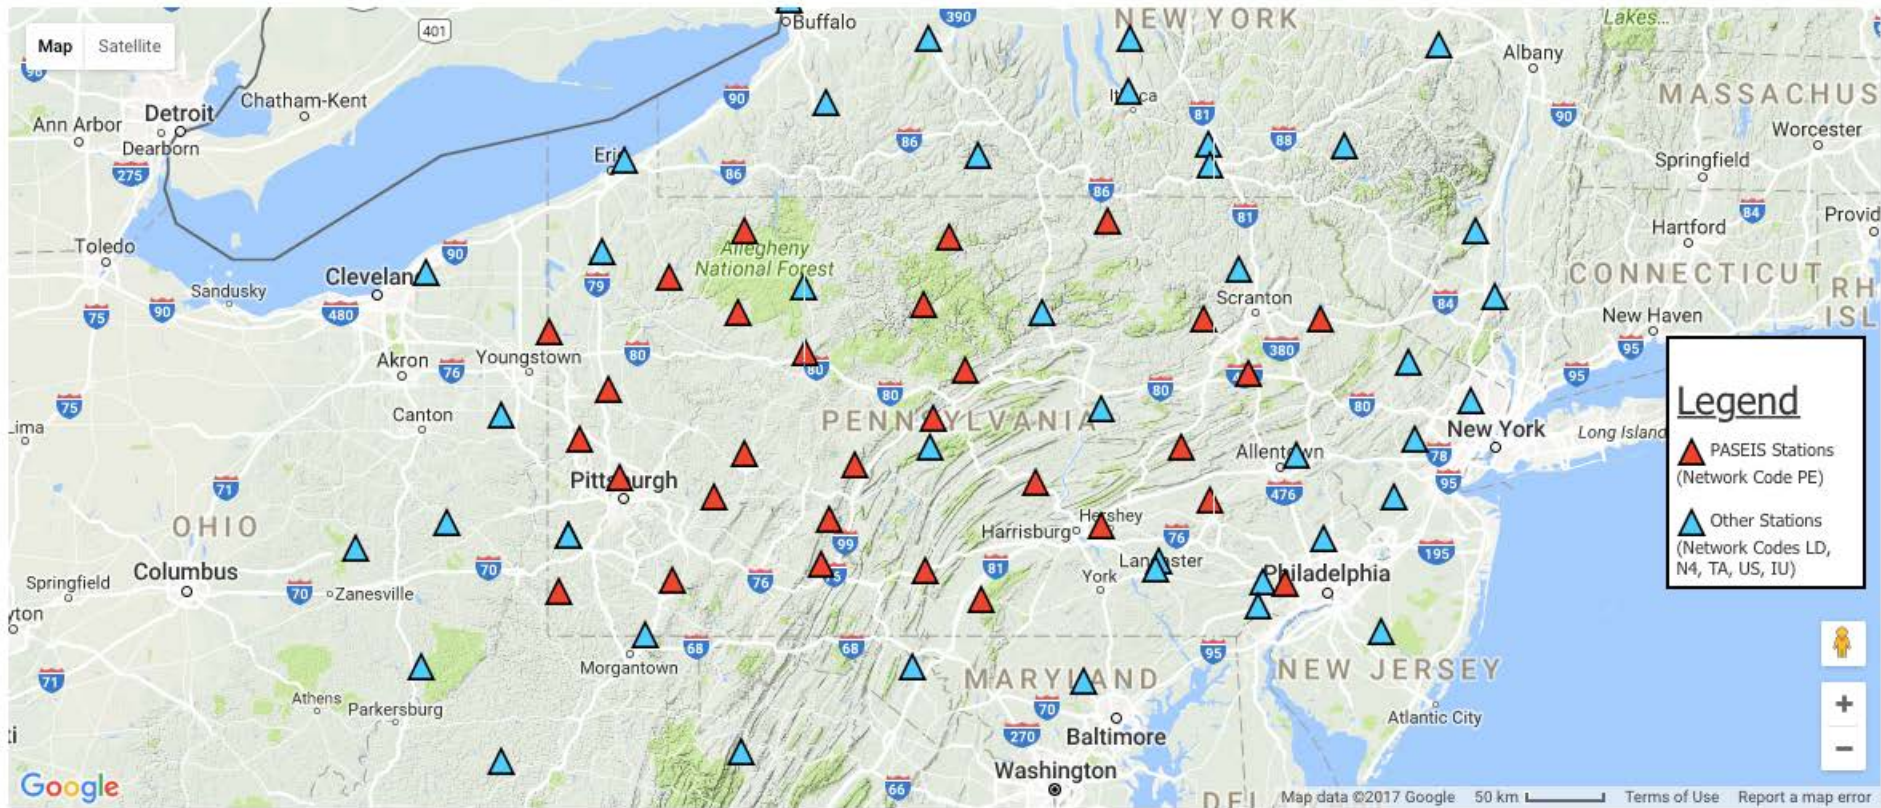 Map
Satellite
401
Buffalo
390
NEW YORK
Lakes...
Albany
Detroit
Chatham-Kent
90
MASSACHUS
Ann Arbor
Dearborn
275
81
90
Worcester
Springfield
86
88
86
86
81
84
Hartford
Provid
Toledo
90
Clevelan
Sandusky
79
Allegheny
National Forest
Scranton
CONNECTICUT
RH
ISL
75
90
480
84
New Haven
Akron
76
Youngstown
80
80
380
95
95
75
Canton
80
80
80
PENNSYLVANIA
New York
Long Island
Lima
Pittsburgh
Allentown
78
95
71
476
OHIO
Harrisburg
Hershey
99
76
195
Columbus
70
76
81
York
Lancaster
Philadelphia
Springfield
70
Zanesville
yton
Morgantown
68
68
95
MARYLAND
NEW JERSEY
71
Athens
Parkersburg
70
Atlantic City
270
Baltimore
Washington
66
DEL
Legend
PASEIS Stations
(Network Code PE)
Other Stations
(Network Codes LD,
N4, TA, US, IU)
+
−
Google
Map data ©2017 Google
50 km
Terms of Use
Report a map error